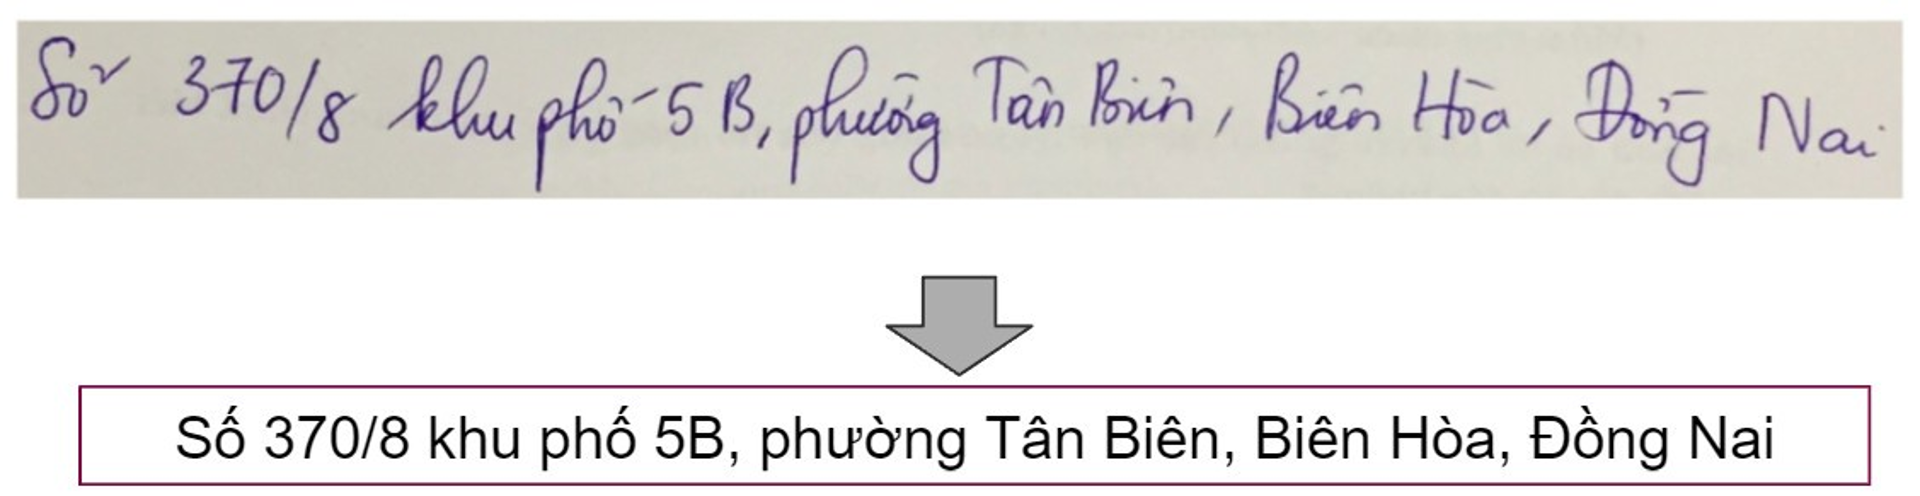 Số 370/8 khu phố 5B, phường Tân Biên, Biên Hòa, Đồng Nai
Số 370/8 khu phố 5B, phường Tân Biên, Biên Hòa, Đồng Nai